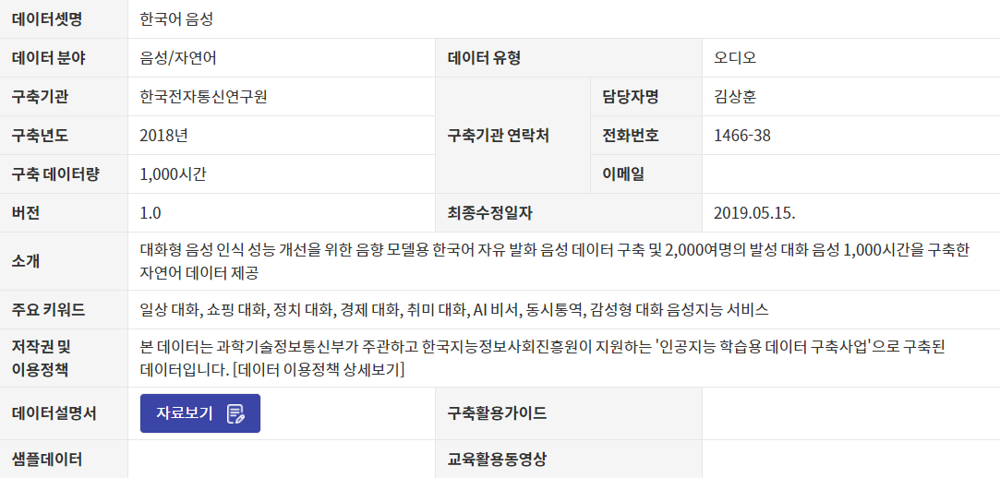 데이터셋명 한국어 음성
데이터 분야 음성/자연어 데이터 유형 오디오
구축기관 한국전자통신연구원 구축기관 연락처 담당자명 김상훈
구축년도 2018년 전화번호 1466-38
구축 데이터량 1,000시간 이메일
버전 1.0 최종수정일자 2019.05.15.
소개 대화형 음성 인식 성능 개선을 위한 음향 모델용 한국어 자유 발화 음성 데이터 구축 및 2,000여명의 발성 대화 음성 1,000시간을 구축한
자연어 데이터 제공
주요 키워드 일상 대화, 쇼핑 대화, 정치 대화, 경제 대화, 취미 대화, AI 비서, 동시통역, 감성형 대화 음성지능 서비스
저작권 및
이용정책
본 데이터는 과학기술정보통신부가 주관하고 한국지능정보사회진흥원이 지원하는 '인공지능 학습용 데이터 구축사업'으로 구축된
데이터입니다. [데이터 이용정책 상세보기]
데이터설명서 자료보기 구축활용가이드
샘플데이터 교육활용동영상